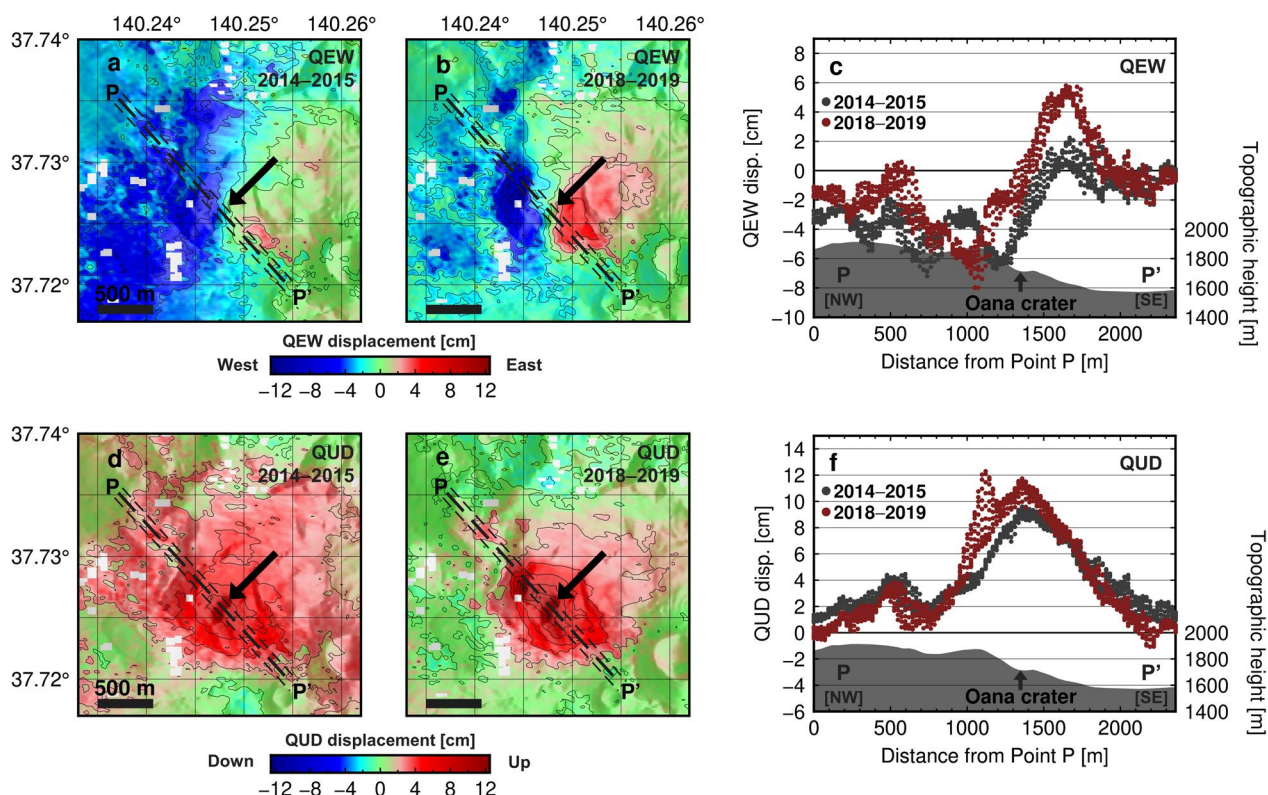 140.24° 140.25° 140.26° 140.24° 140.25° 140.26°
37.74°
37.73°
37.72°
a
QEW
2014–2015
P
P'
500 m
b
QEW
2018–2019
P
P'
QEW displacement [cm]
West
East
−12 −8 −4 0 4 8 12
c
QEW
2014–2015
2018–2019
QEW disp. [cm]
8
6
4
2
0
−2
−4
−6
−8
−10
Topographic height [m]
2000
1800
1600
1400
P
[NW]
Oana crater
P'
[SE]
0 500 1000 1500 2000
Distance from Point P [m]
37.74°
37.73°
37.72°
d
QUD
2014–2015
P
P'
500 m
e
QUD
2018–2019
P
P'
QUD displacement [cm]
Down
Up
−12 −8 −4 0 4 8 12
f
QUD
2014–2015
2018–2019
QUD disp. [cm]
14
12
10
8
6
4
2
0
−2
−4
−6
Topographic height [m]
2000
1800
1600
1400
P
[NW]
Oana crater
P'
[SE]
0 500 1000 1500 2000
Distance from Point P [m]